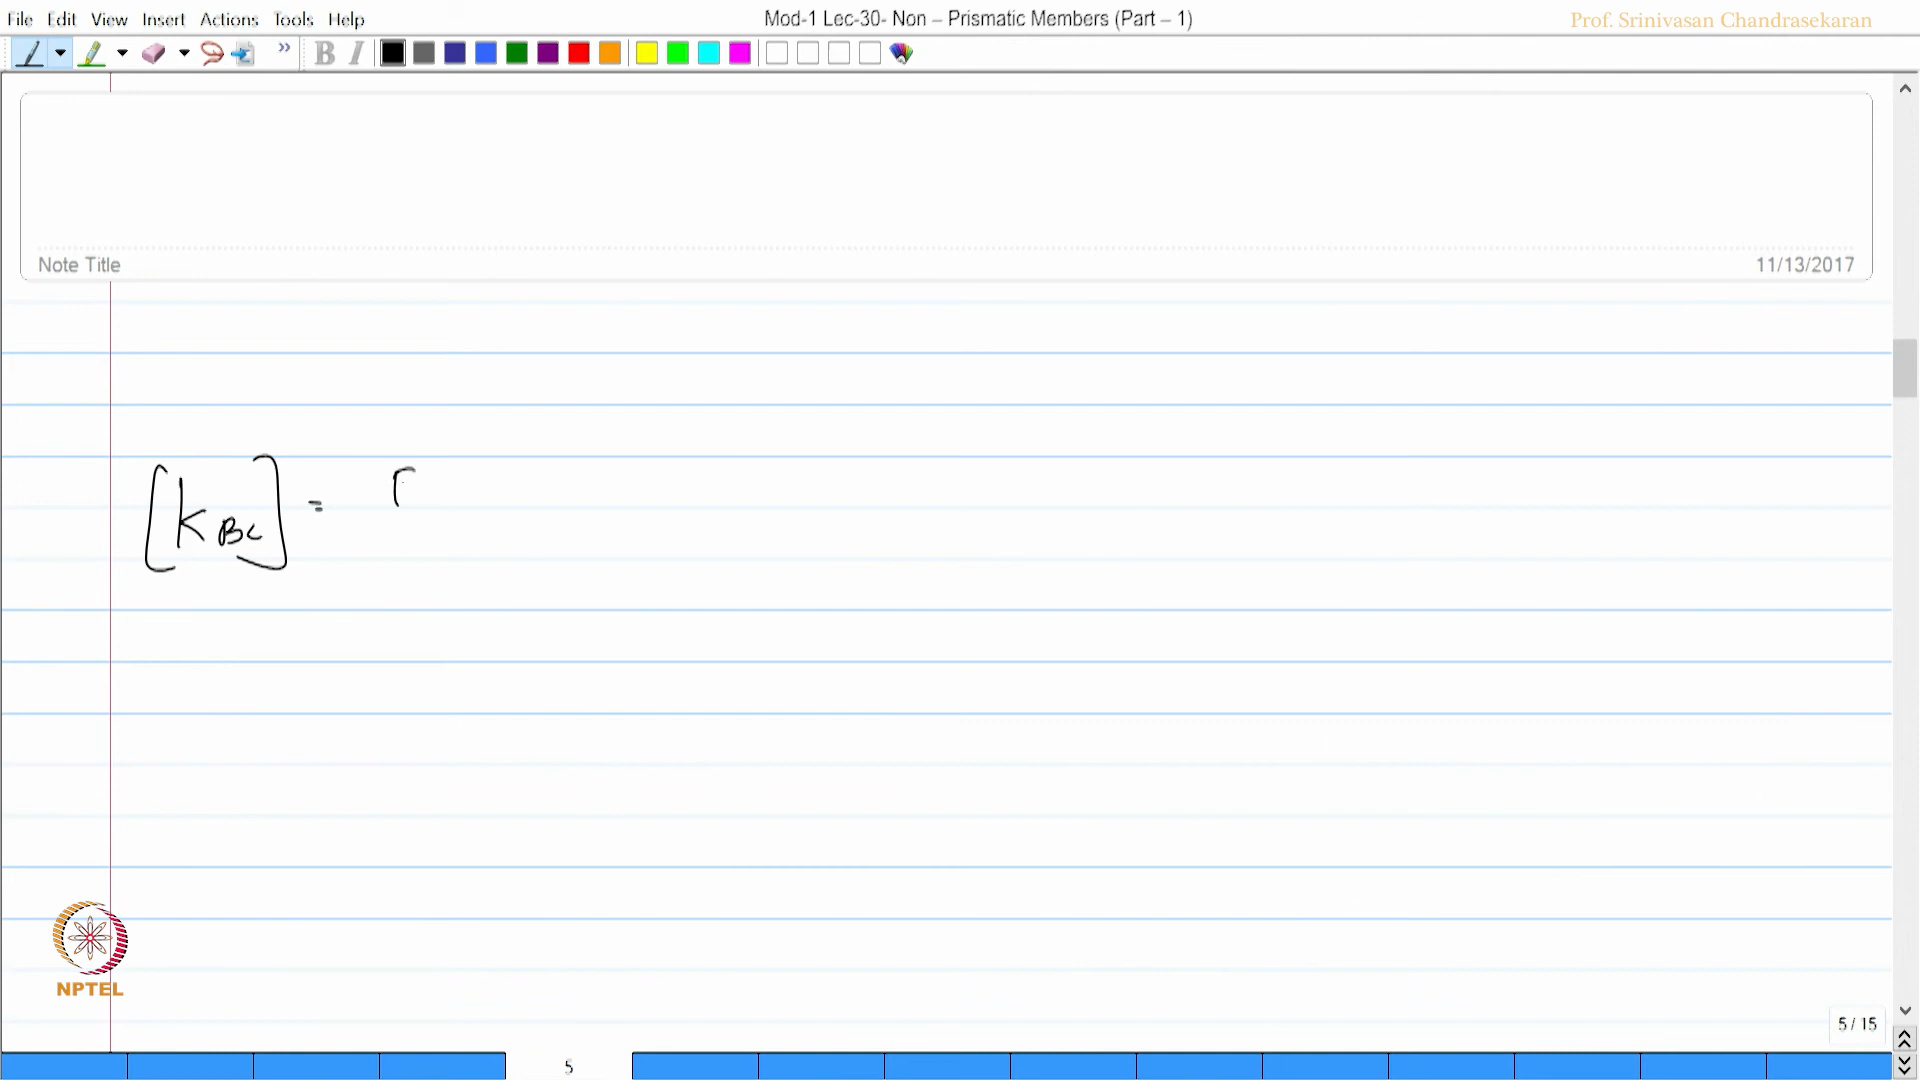 File Edit View Insert Actions Tools Help
Mod-1 Lec-30- Non – Prismatic Members (Part – 1)
Prof. Srinivasan Chandrasekaran
B I
Note Title
11/13/2017
[K BC] = [
NPTEL
5 / 15
5